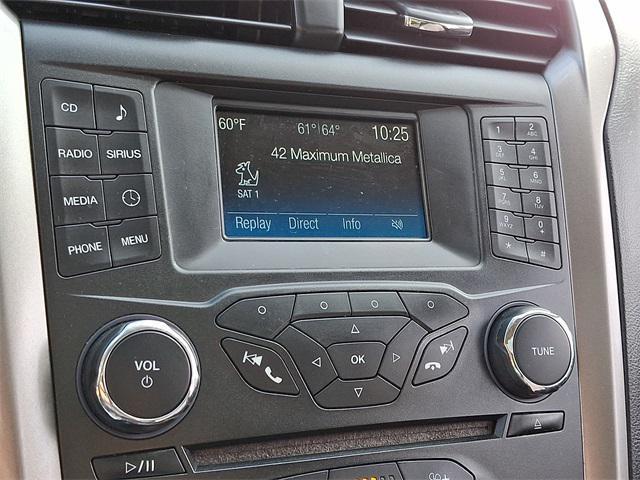 CD
RADIO
SIRIUS
MEDIA
PHONE
MENU
60°F
61°|64°
10:25
42 Maximum Metallica
SAT 1
Replay Direct Info
1
2 ABC
3 DEF
4 GHI
5 JKL
6 MNO
7 PQRS
8 TUV
9 WXYZ
0 +
*
#
VOL
OK
TUNE